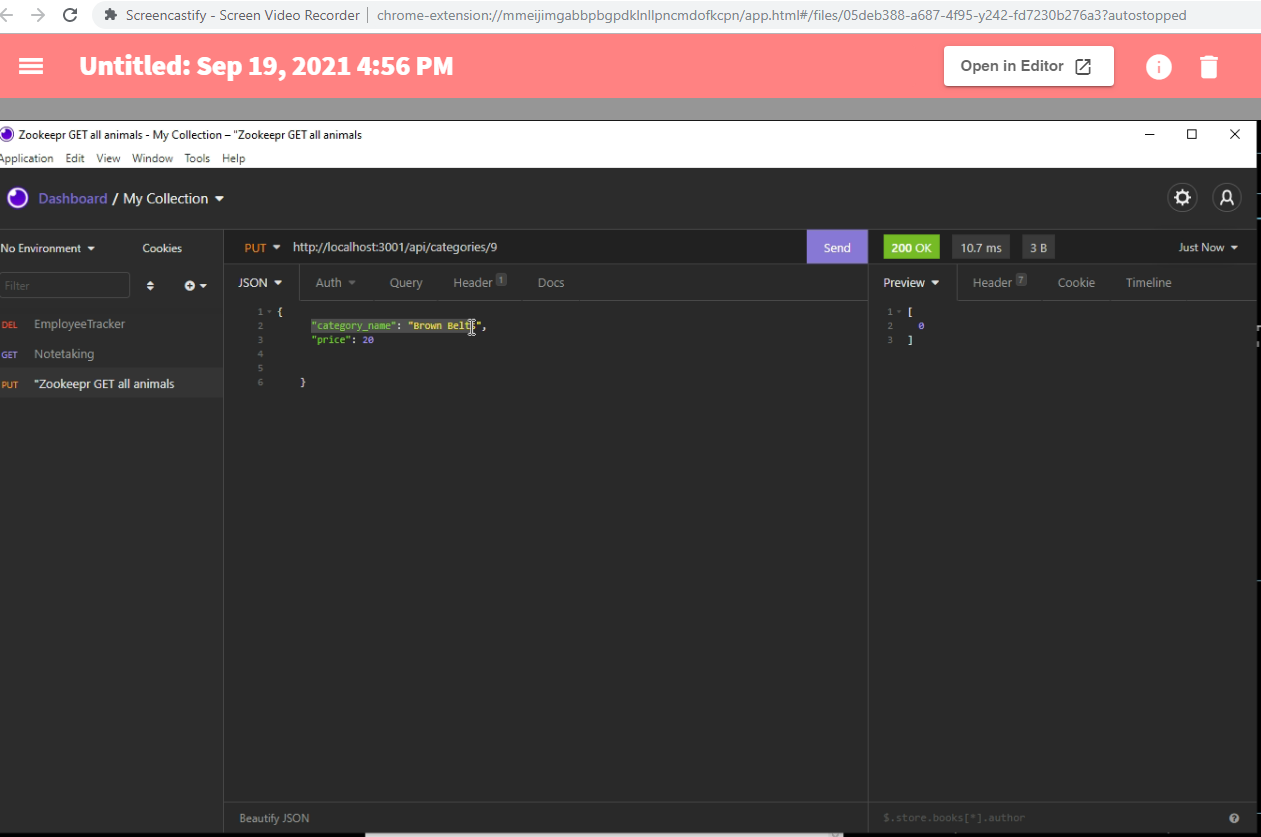 Screencastify - Screen Video Recorder chrome-extension://mmeijimgabbpbgpdklnllpncmdofkcpn/app.html#/files/05deb388-a687-4f95-y242-fd7230b276a3?autostopped
Untitled: Sep 19, 2021 4:56 PM
Open in Editor
Zookeepr GET all animals - My Collection – "Zookeepr GET all animals
Application Edit View Window Tools Help
Dashboard / My Collection
No Environment Cookies
PUT http://localhost:3001/api/categories/9 Send
200 OK 10.7 ms 3 B Just Now
Filter
JSON Auth Query Header 1 Docs
Preview Header 7 Cookie Timeline
DEL EmployeeTracker
GET Notetaking
PUT "Zookeepr GET all animals
1 {
2 "category_name": "Brown Belts",
3 "price": 20
4
5
6 }
1 [
2 0
3 ]
Beautify JSON
$.store.books[*].author